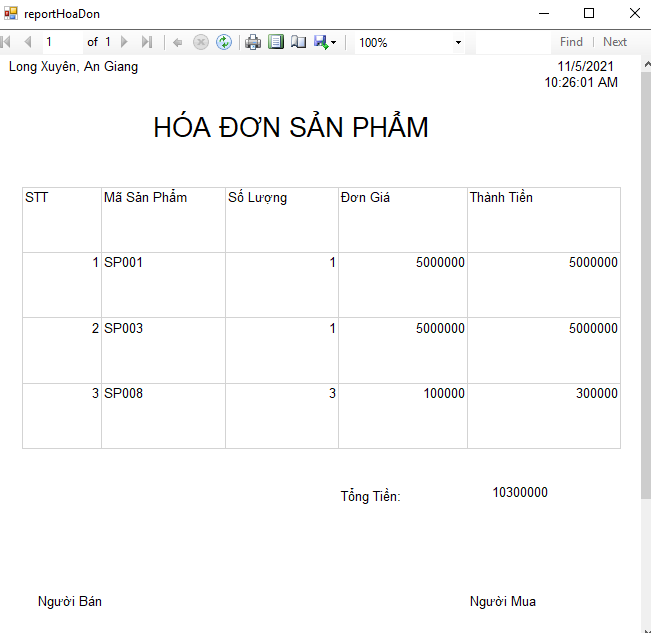 reportHoaDon
1 of 1 100% Find | Next
Long Xuyên, An Giang 11/5/2021
10:26:01 AM
HÓA ĐƠN SẢN PHẨM
STT Mã Sản Phẩm Số Lượng Đơn Giá Thành Tiền
1 SP001 1 5000000 5000000
2 SP003 1 5000000 5000000
3 SP008 3 100000 300000
Tổng Tiền: 10300000
Người Bán Người Mua